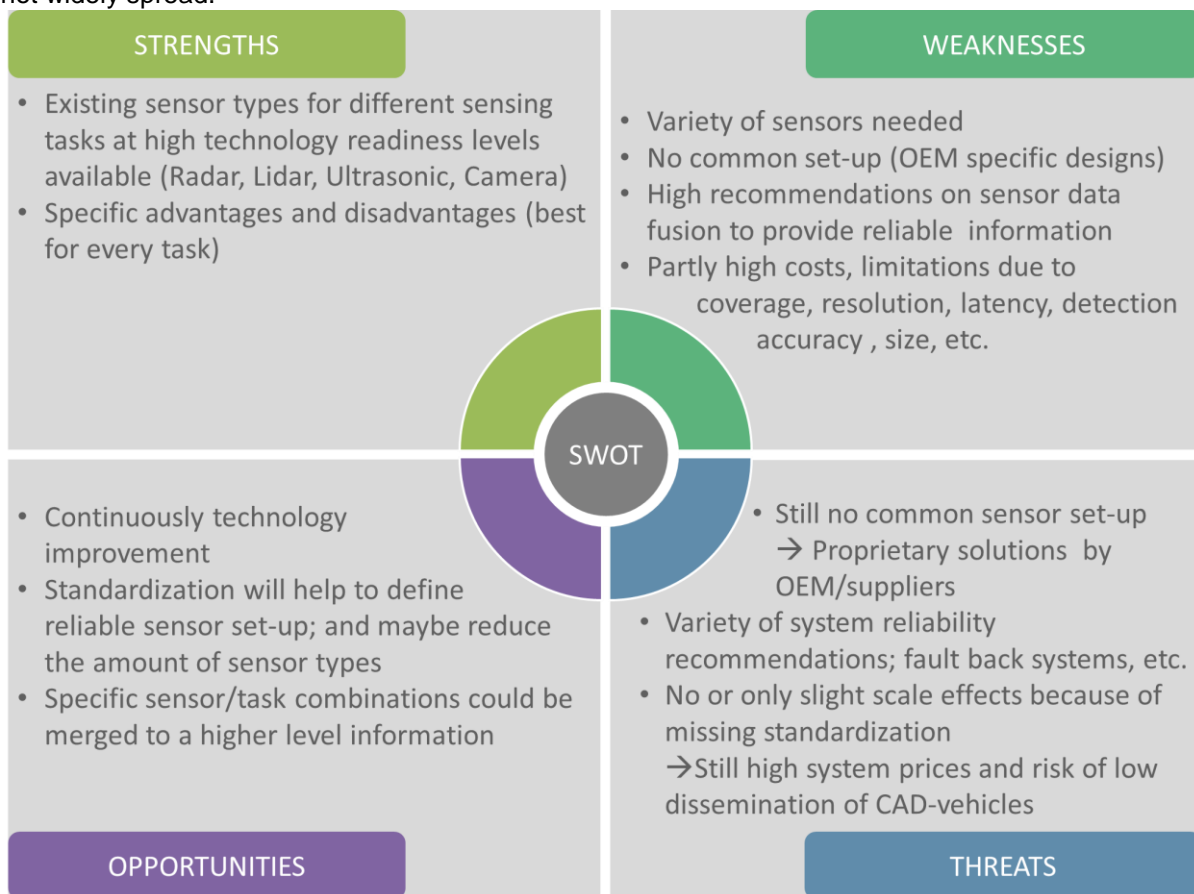 not widely spread.
STRENGTHS
• Existing sensor types for different sensing
tasks at high technology readiness levels
available (Radar, Lidar, Ultrasonic, Camera)
• Specific advantages and disadvantages (best
for every task)
WEAKNESSES
• Variety of sensors needed
• No common set-up (OEM specific designs)
• High recommendations on sensor data
fusion to provide reliable information
• Partly high costs, limitations due to
coverage, resolution, latency, detection
accuracy , size, etc.
SWOT
• Continuously technology
improvement
• Standardization will help to define
reliable sensor set-up; and maybe reduce
the amount of sensor types
• Specific sensor/task combinations could be
merged to a higher level information
OPPORTUNITIES
• Still no common sensor set-up
→ Proprietary solutions by
OEM/suppliers
• Variety of system reliability
recommendations; fault back systems, etc.
• No or only slight scale effects because of
missing standardization
→Still high system prices and risk of low
dissemination of CAD-vehicles
THREATS